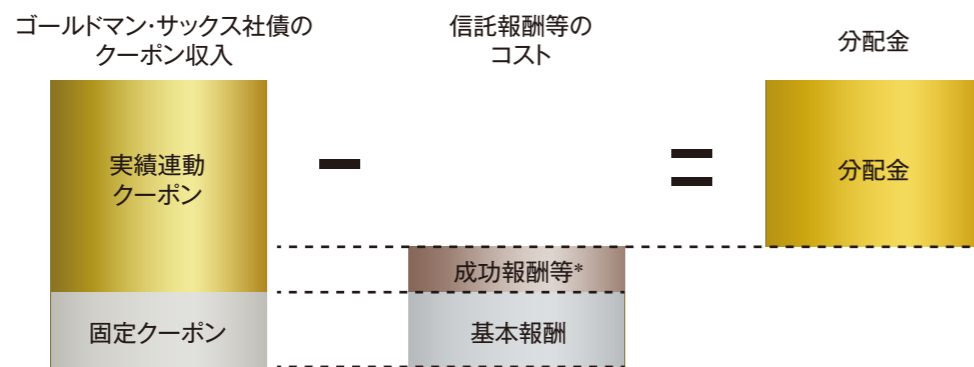 ゴールドマン・サックス社債の
クーポン収入
信託報酬等の
コスト
分配金
実績連動
クーポン
−
=
分配金
成功報酬等*
固定クーポン
基本報酬